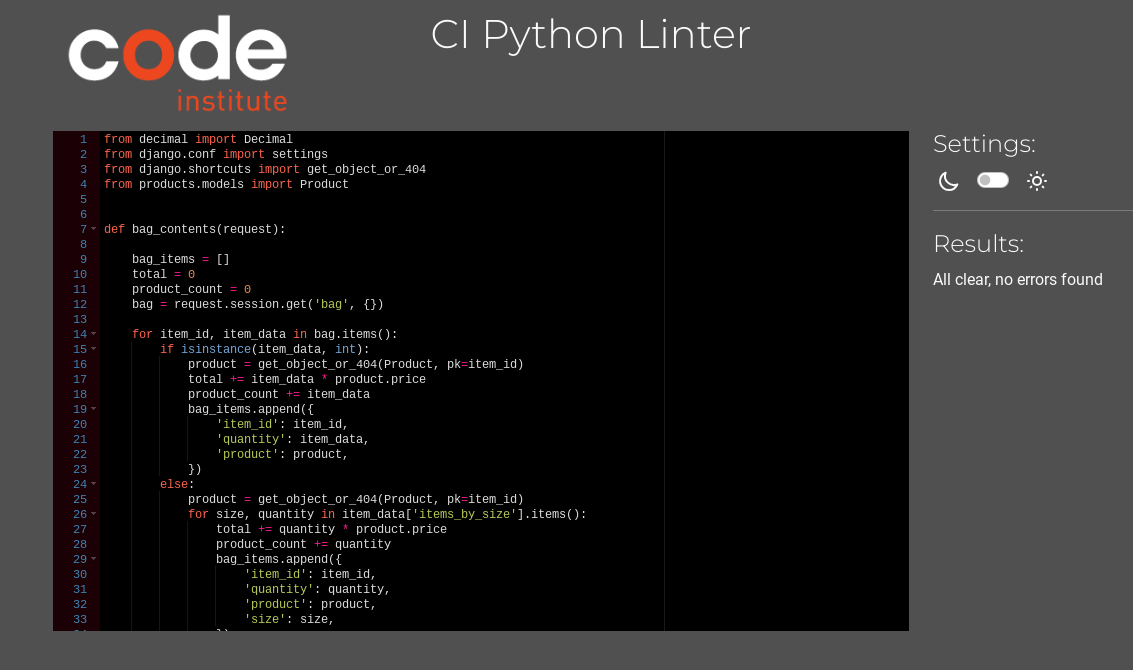 code
institute
CI Python Linter
1 from decimal import Decimal
2 from django.conf import settings
3 from django.shortcuts import get_object_or_404
4 from products.models import Product
5
6
7 def bag_contents(request):
8
9     bag_items = []
10     total = 0
11     product_count = 0
12     bag = request.session.get('bag', {})
13
14     for item_id, item_data in bag.items():
15         if isinstance(item_data, int):
16             product = get_object_or_404(Product, pk=item_id)
17             total += item_data * product.price
18             product_count += item_data
19             bag_items.append({
20                 'item_id': item_id,
21                 'quantity': item_data,
22                 'product': product,
23             })
24         else:
25             product = get_object_or_404(Product, pk=item_id)
26             for size, quantity in item_data['items_by_size'].items():
27                 total += quantity * product.price
28                 product_count += quantity
29                 bag_items.append({
30                     'item_id': item_id,
31                     'quantity': quantity,
32                     'product': product,
33                     'size': size,
Settings:
Results:
All clear, no errors found